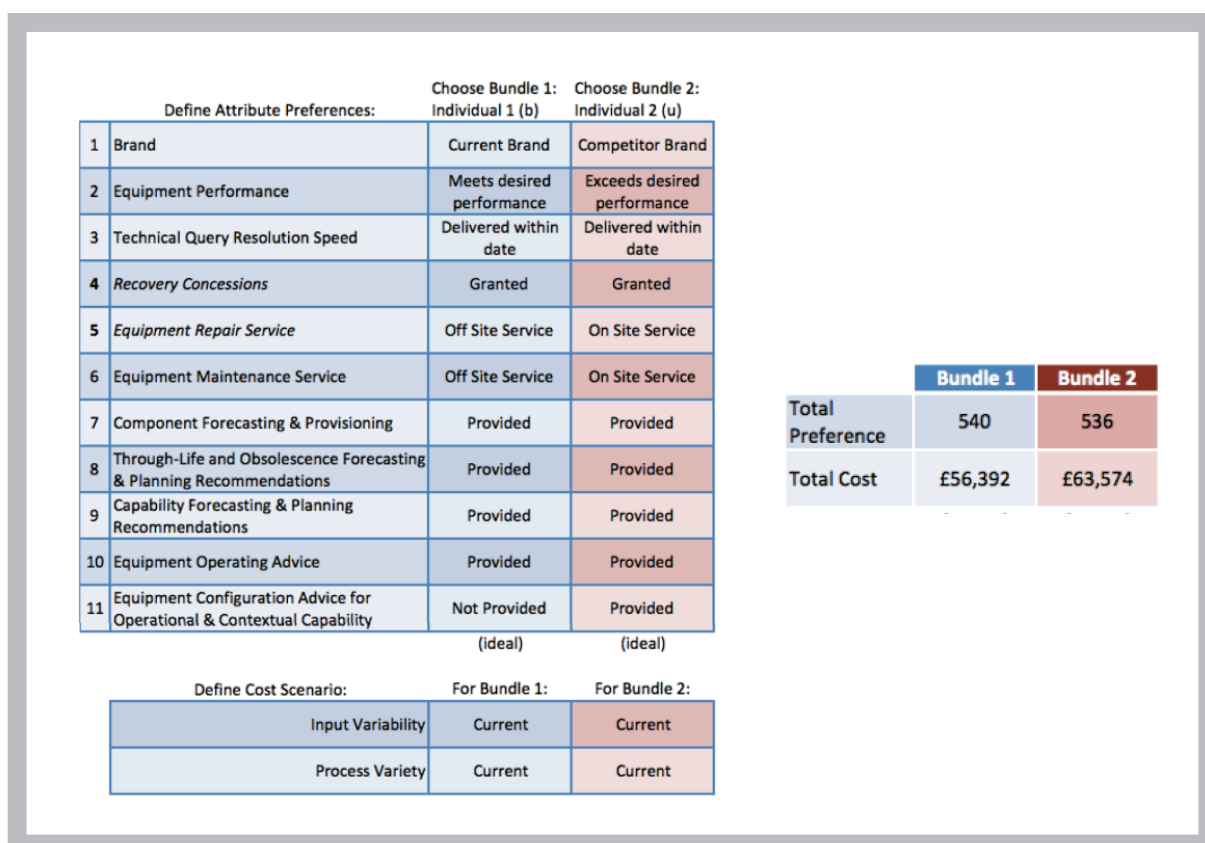 Define Attribute Preferences:
Choose Bundle 1:
Individual 1 (b)
Choose Bundle 2:
Individual 2 (u)
1 Brand Current Brand Competitor Brand
2 Equipment Performance
Meets desired
performance
Exceeds desired
performance
3 Technical Query Resolution Speed
Delivered within
date
Delivered within
date
4 Recovery Concessions Granted Granted
5 Equipment Repair Service Off Site Service On Site Service
6 Equipment Maintenance Service Off Site Service On Site Service
7 Component Forecasting & Provisioning Provided Provided
8 Through-Life and Obsolescence Forecasting
& Planning Recommendations
Provided Provided
9 Capability Forecasting & Planning
Recommendations
Provided Provided
10 Equipment Operating Advice Provided Provided
11 Equipment Configuration Advice for
Operational & Contextual Capability
Not Provided Provided
(ideal) (ideal)
Define Cost Scenario: For Bundle 1: For Bundle 2:
Input Variability Current Current
Process Variety Current Current
Bundle 1 Bundle 2
Total
Preference
540 536
Total Cost £56,392 £63,574